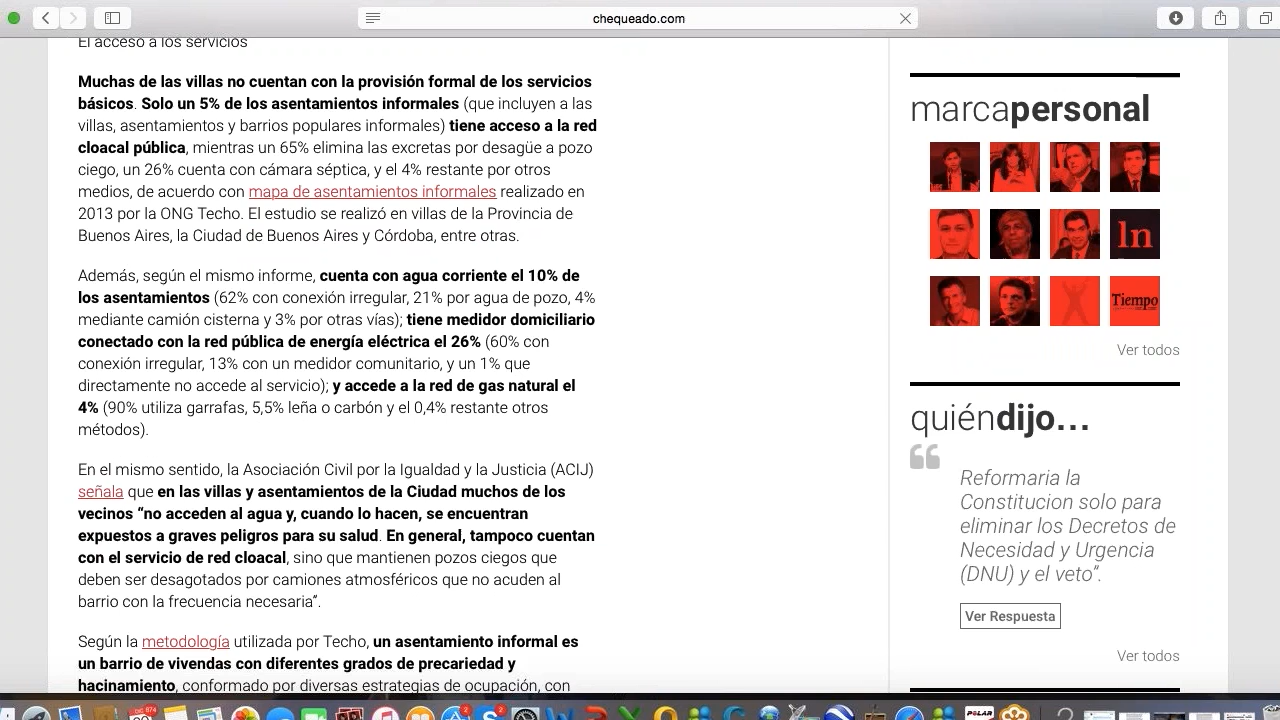 chequeado.com
El acceso a los servicios
Muchas de las villas no cuentan con la provisión formal de los servicios
básicos. Solo un 5% de los asentamientos informales (que incluyen a las
villas, asentamientos y barrios populares informales) tiene acceso a la red
cloacal pública, mientras un 65% elimina las excretas por desagüe a pozo
ciego, un 26% cuenta con cámara séptica, y el 4% restante por otros
medios, de acuerdo con mapa de asentamientos informales realizado en
2013 por la ONG Techo. El estudio se realizó en villas de la Provincia de
Buenos Aires, la Ciudad de Buenos Aires y Córdoba, entre otras.
Además, según el mismo informe, cuenta con agua corriente el 10% de
los asentamientos (62% con conexión irregular, 21% por agua de pozo, 4%
mediante camión cisterna y 3% por otras vías); tiene medidor domiciliario
conectado con la red pública de energía eléctrica el 26% (60% con
conexión irregular, 13% con un medidor comunitario, y un 1% que
directamente no accede al servicio); y accede a la red de gas natural el
4% (90% utiliza garrafas, 5,5% leña o carbón y el 0,4% restante otros
métodos).
En el mismo sentido, la Asociación Civil por la Igualdad y la Justicia (ACIJ)
señala que en las villas y asentamientos de la Ciudad muchos de los
vecinos “no acceden al agua y, cuando lo hacen, se encuentran
expuestos a graves peligros para su salud. En general, tampoco cuentan
con el servicio de red cloacal, sino que mantienen pozos ciegos que
deben ser desagotados por camiones atmosféricos que no acuden al
barrio con la frecuencia necesaria”.
Según la metodología utilizada por Techo, un asentamiento informal es
un barrio de viviendas con diferentes grados de precariedad y
hacinamiento, conformado por diversas estrategias de ocupación, con
marcapersonal
ln
Tiempo
Ver todos
quiéndijo...
Reformaria la
Constitucion solo para
eliminar los Decretos de
Necesidad y Urgencia
(DNU) y el veto”.
Ver Respuesta
Ver todos
2
2
POLAR